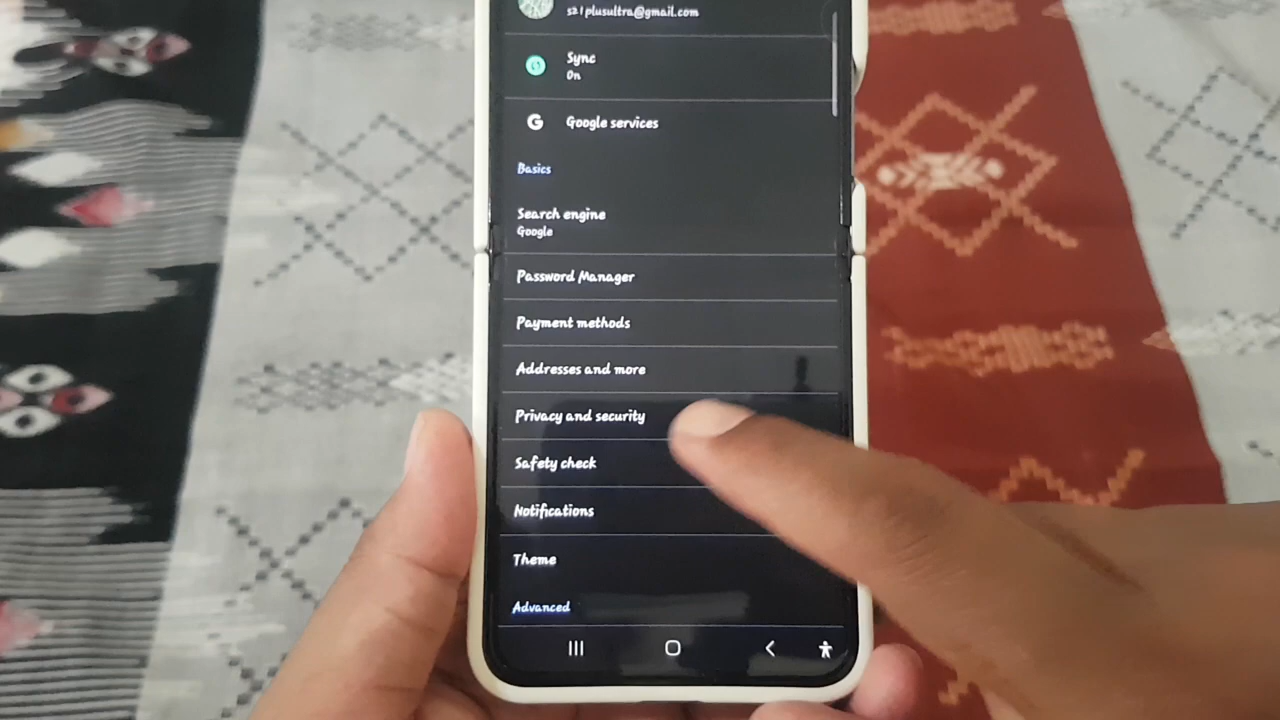 s21plusultra@gmail.com
Sync
On
Google services
Basics
Search engine
Google
Password Manager
Payment methods
Addresses and more
Privacy and security
Safety check
Notifications
Theme
Advanced